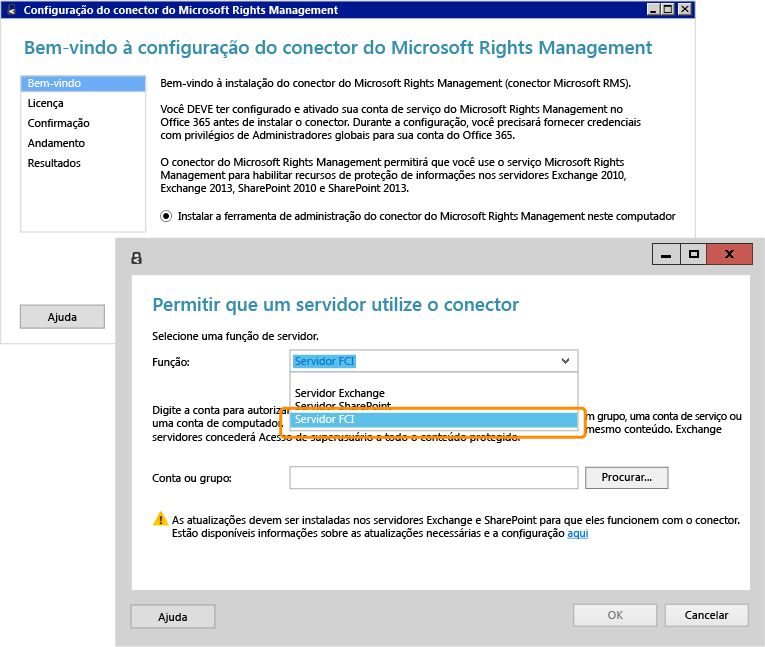 Configuração do conector do Microsoft Rights Management
Bem-vindo à configuração do conector do Microsoft Rights Management
Bem-vindo
Licença
Confirmação
Andamento
Resultados
Bem-vindo à instalação do conector do Microsoft Rights Management (conector Microsoft RMS).
Você DEVE ter configurado e ativado sua conta de serviço do Microsoft Rights Management no
Office 365 antes de instalar o conector. Durante a configuração, você precisará fornecer credenciais
com privilégios de Administradores globais para sua conta do Office 365.
O conector do Microsoft Rights Management permitirá que você use o serviço Microsoft Rights
Management para habilitar recursos de proteção de informações nos servidores Exchange 2010,
Exchange 2013, SharePoint 2010 e SharePoint 2013.
Instalar a ferramenta de administração do conector do Microsoft Rights Management neste computador
Ajuda
Permitir que um servidor utilize o conector
Selecione uma função de servidor.
Função:
Servidor FCI
Servidor Exchange
Servidor SharePoint
Servidor FCI
Digite a conta para autorizar m grupo, uma conta de serviço ou
uma conta de computador. mesmo conteúdo. Exchange
servidores concederá Acesso de superusuário a todo o conteúdo protegido.
Conta ou grupo:
Procurar...
As atualizações devem ser instaladas nos servidores Exchange e SharePoint para que eles funcionem com o conector.
Estão disponíveis informações sobre as atualizações necessárias e a configuração aqui
Ajuda
OK
Cancelar